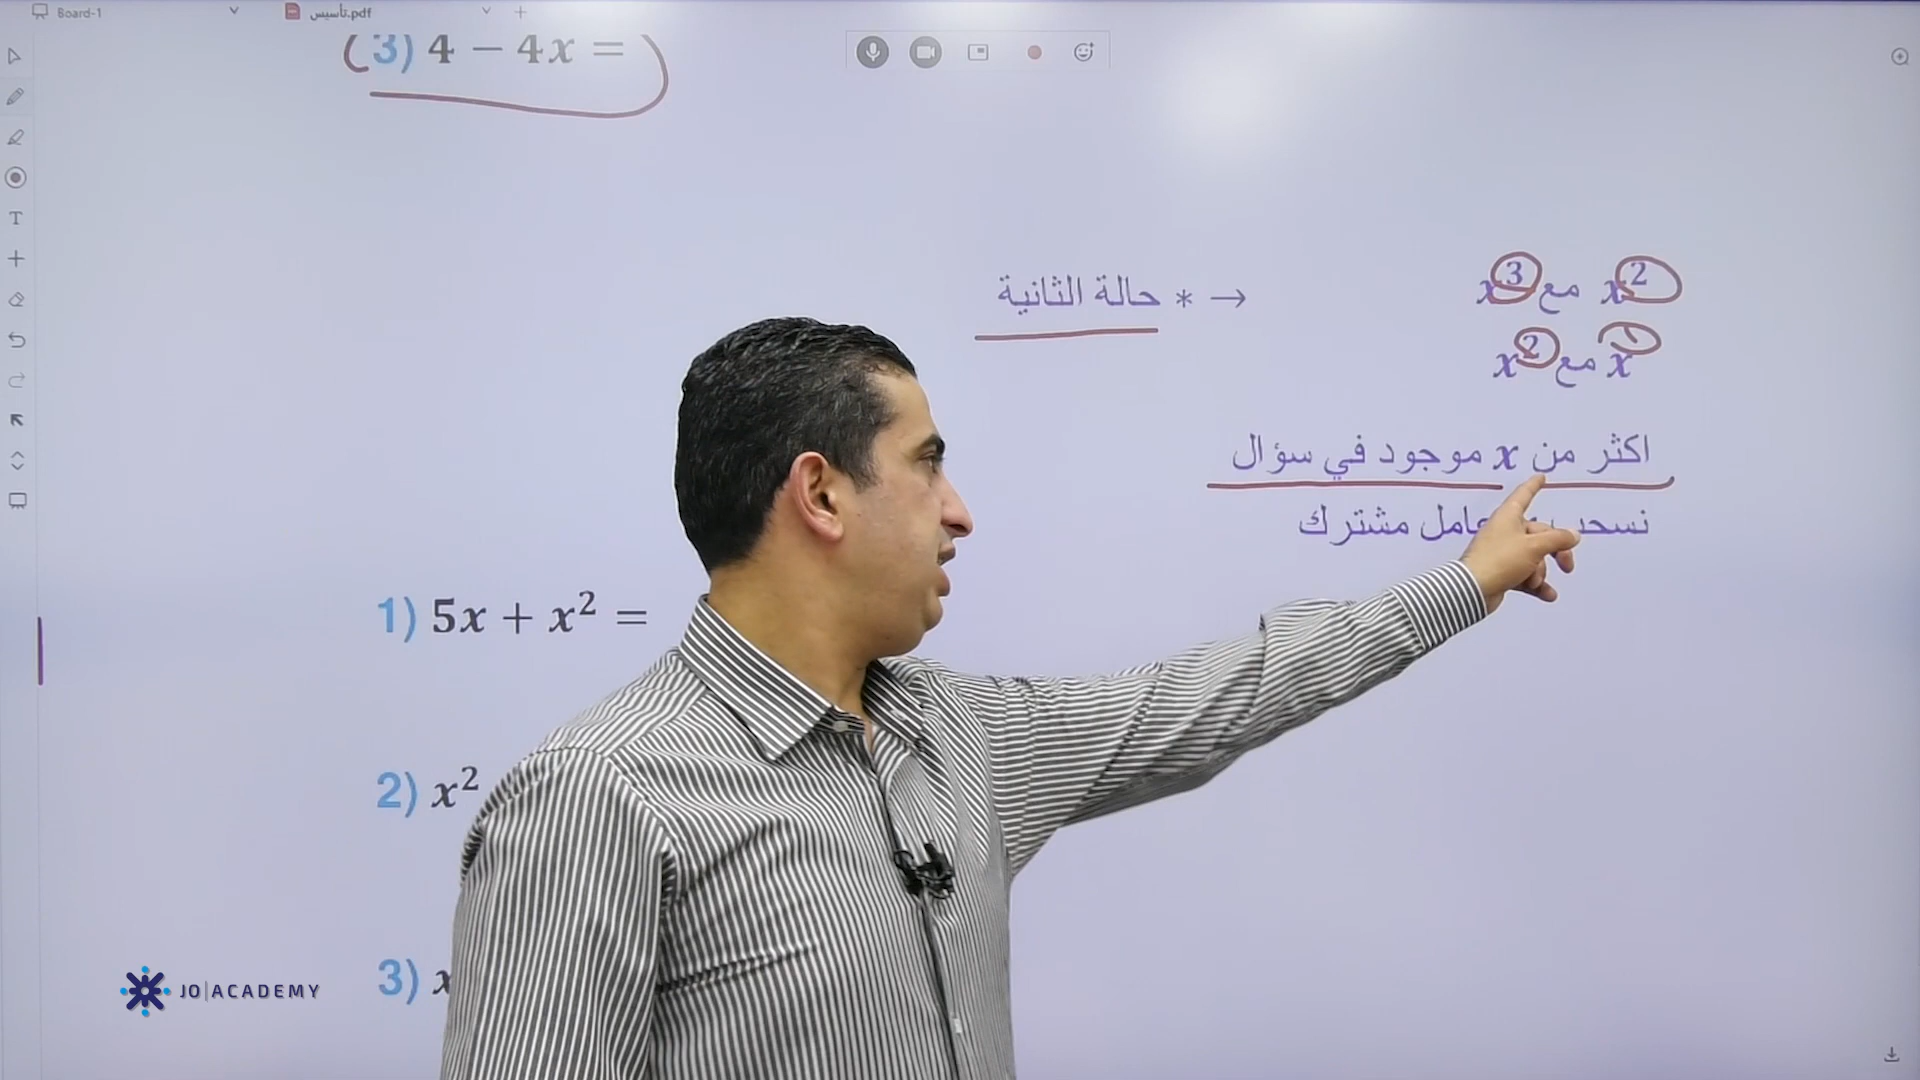 Board-1
تأسيس.pdf
3) 4 − 4x =
حالة الثانية * →
x³ مع x²
x² مع x
اكثر من x موجود في سؤال
نسحب عامل مشترك
1) 5x + x² =
2) x²
3) x
JO|ACADEMY